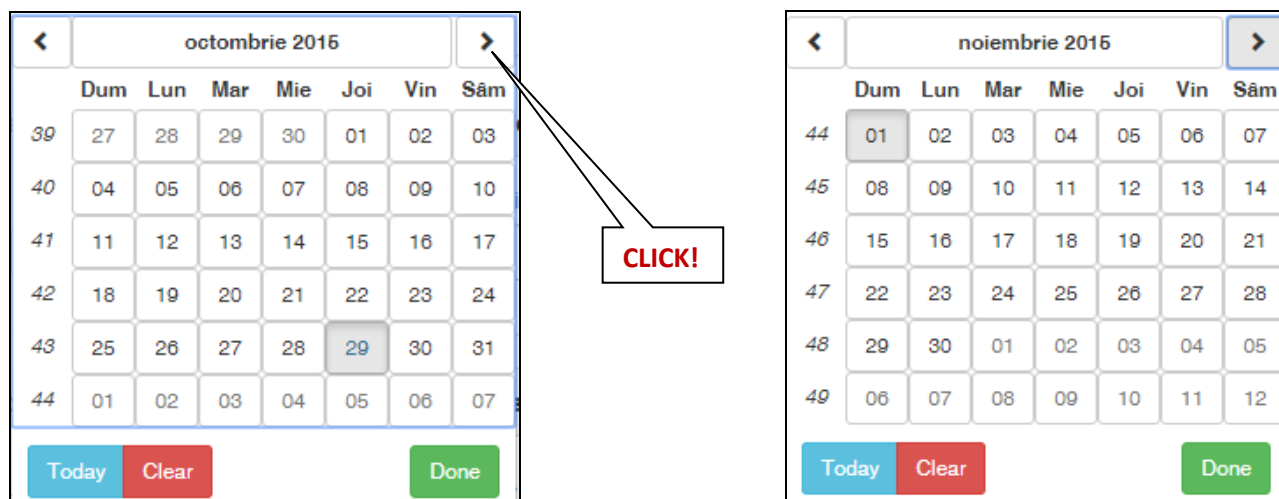 octombrie 2015
Dum Lun Mar Mie Joi Vin Sâm
39 27 28 29 30 01 02 03
40 04 05 06 07 08 09 10
41 11 12 13 14 15 16 17
42 18 19 20 21 22 23 24
43 25 26 27 28 29 30 31
44 01 02 03 04 05 06 07
Today Clear Done
CLICK!
noiembrie 2015
Dum Lun Mar Mie Joi Vin Sâm
44 01 02 03 04 05 06 07
45 08 09 10 11 12 13 14
46 15 16 17 18 19 20 21
47 22 23 24 25 26 27 28
48 29 30 01 02 03 04 05
49 06 07 08 09 10 11 12
Today Clear Done